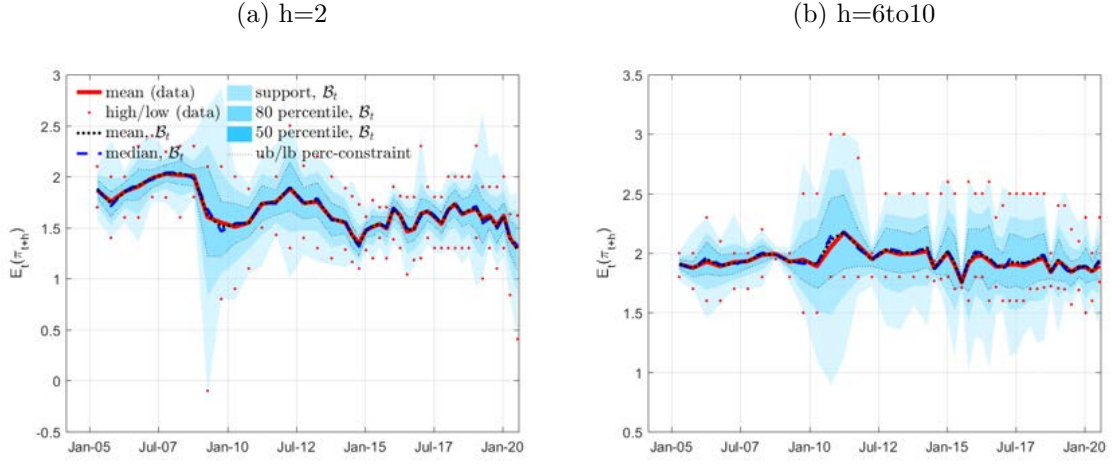 (a) h=2
3
2.5
2
1.5
1
0.5
0
-0.5
E_t(π_{t+h})
mean (data)
high/low (data)
mean, 𝓑_t
median, 𝓑_t
support, 𝓑_t
80 percentile, 𝓑_t
50 percentile, 𝓑_t
ub/lb perc-constraint
Jan-05 Jul-07 Jan-10 Jul-12 Jan-15 Jul-17 Jan-20
(b) h=6to10
3.5
3
2.5
2
1.5
1
0.5
E_t(π_{t+h})
Jan-05 Jul-07 Jan-10 Jul-12 Jan-15 Jul-17 Jan-20